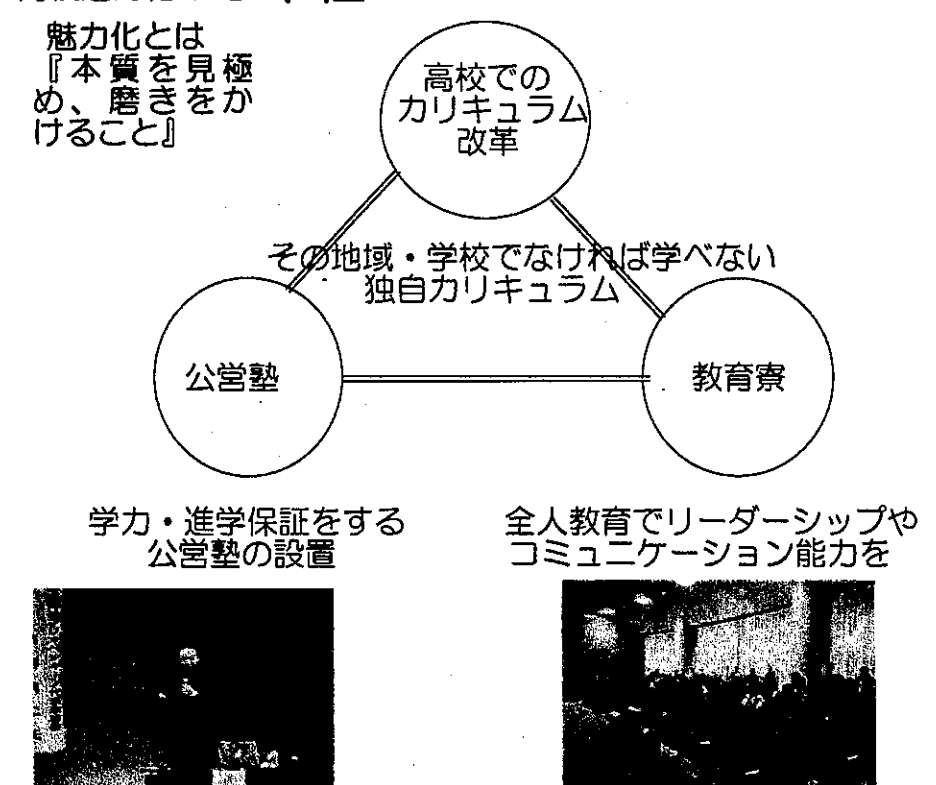 魅力化とは
『本質を見極
め、磨きをか
けること』
高校での
カリキュラム
改革
その地域・学校でなければ学べない
独自カリキュラム
公営塾
教育寮
学力・進学保証をする
公営塾の設置
全人教育でリーダーシップや
コミュニケーション能力を